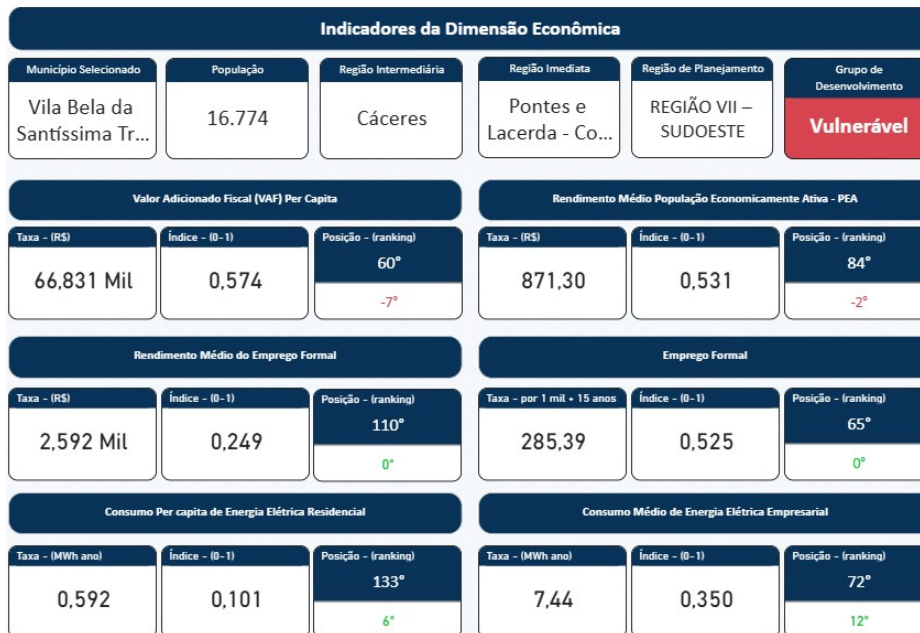 Indicadores da Dimensão Econômica
Município Selecionado
Vila Bela da
Santíssima Tr...
População
16.774
Região Intermediária
Cáceres
Região Imediata
Pontes e
Lacerda - Co...
Região de Planejamento
REGIÃO VII –
SUDOESTE
Grupo de
Desenvolvimento
Vulnerável
Valor Adicionado Fiscal (VAF) Per Capita
Taxa - (R$)
66,831 Mil
Índice - (0-1)
0,574
Posição - (ranking)
60°
-7°
Rendimento Médio População Economicamente Ativa - PEA
Taxa - (R$)
871,30
Índice - (0-1)
0,531
Posição - (ranking)
84°
-2°
Rendimento Médio do Emprego Formal
Taxa - (R$)
2,592 Mil
Índice - (0-1)
0,249
Posição - (ranking)
110°
0°
Emprego Formal
Taxa - por 1 mil + 15 anos
285,39
Índice - (0-1)
0,525
Posição - (ranking)
65°
0°
Consumo Per capita de Energia Elétrica Residencial
Taxa - (MWh ano)
0,592
Índice - (0-1)
0,101
Posição - (ranking)
133°
6°
Consumo Médio de Energia Elétrica Empresarial
Taxa - (MWh ano)
7,44
Índice - (0-1)
0,350
Posição - (ranking)
72°
12°